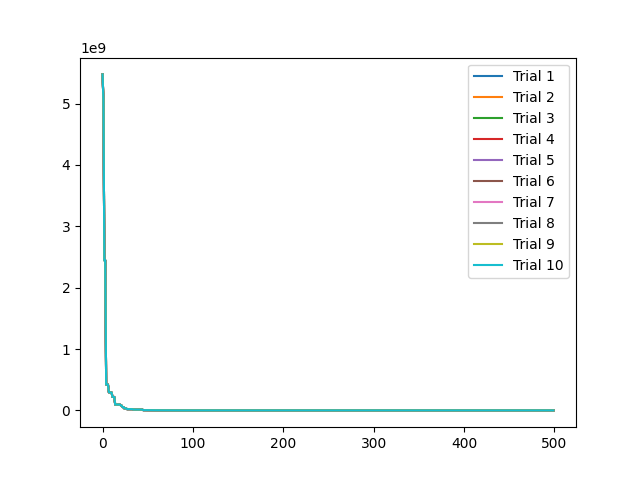 1e9
5
4
3
2
1
0
0 100 200 300 400 500
Trial 1
Trial 2
Trial 3
Trial 4
Trial 5
Trial 6
Trial 7
Trial 8
Trial 9
Trial 10